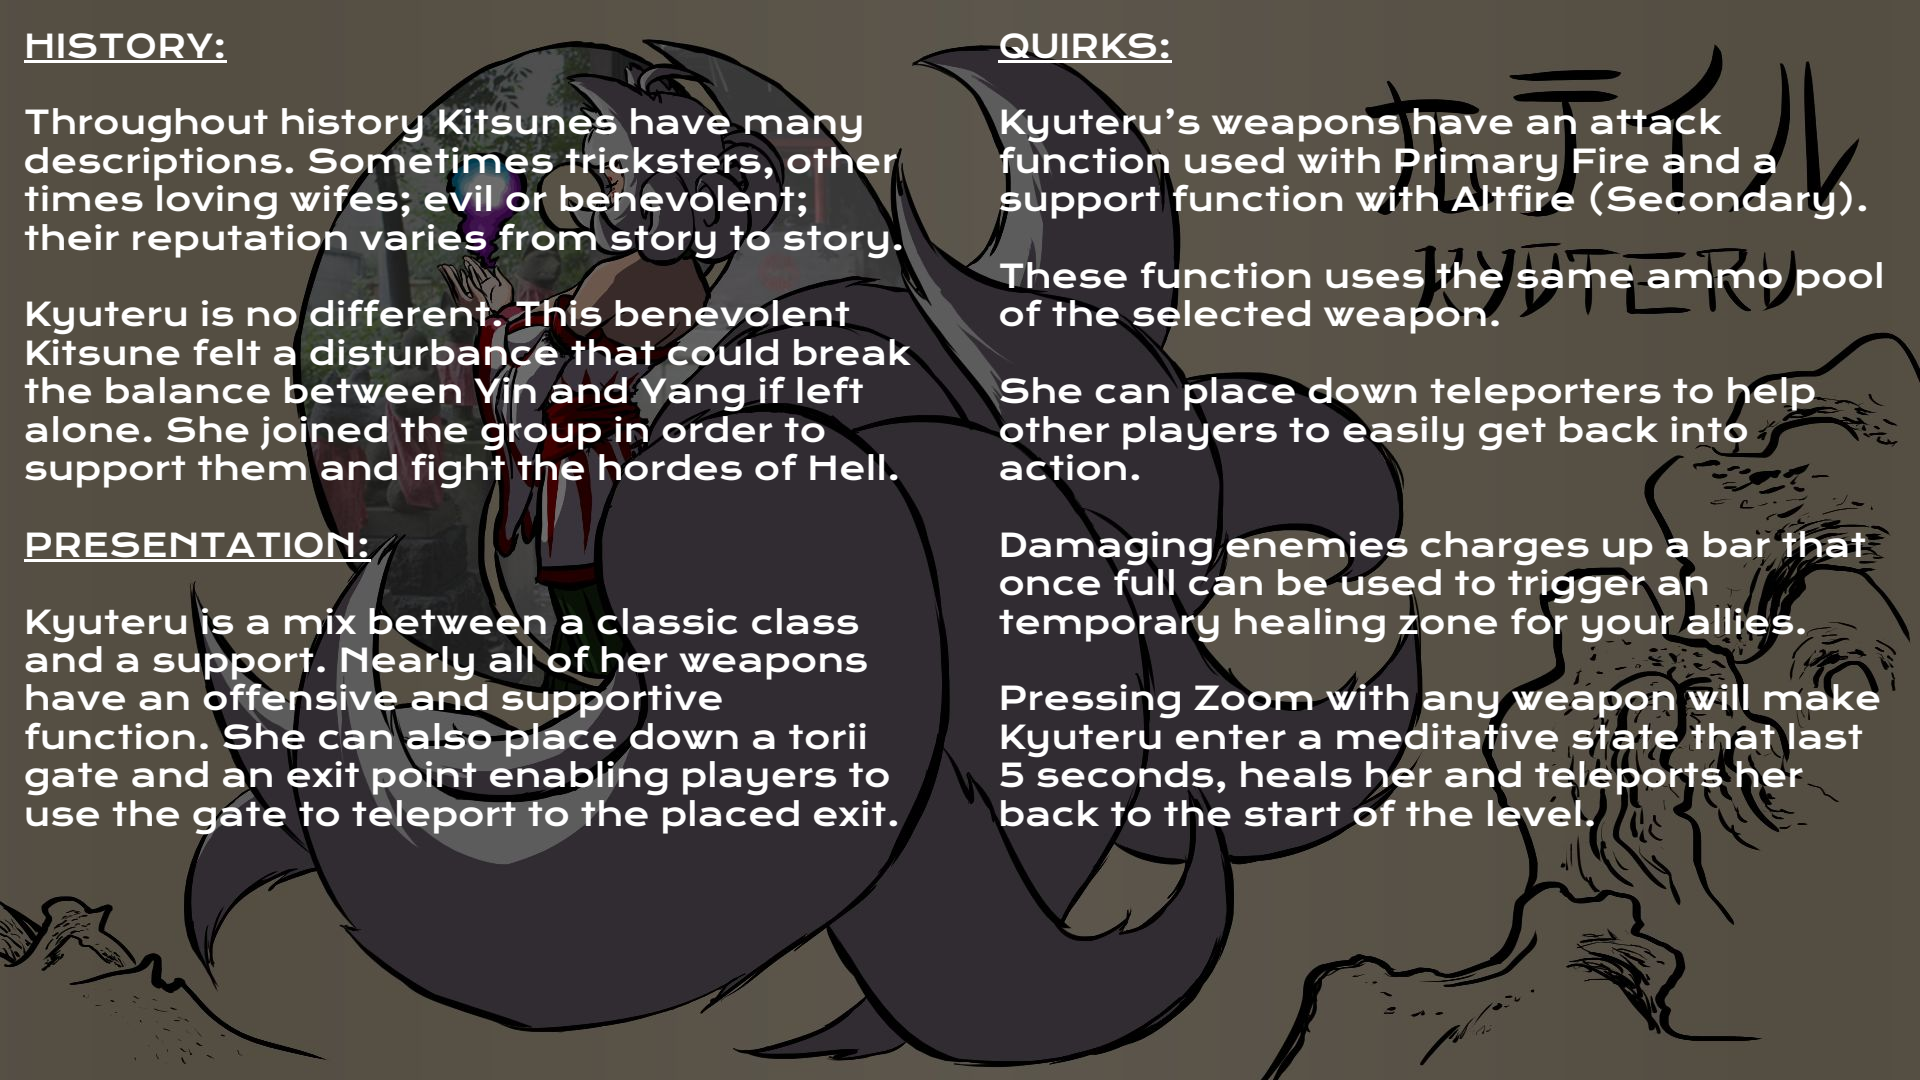 HISTORY:
Throughout history Kitsunes have many
descriptions. Sometimes tricksters, other
times loving wifes; evil or benevolent;
their reputation varies from story to story.
Kyuteru is no different. This benevolent
Kitsune felt a disturbance that could break
the balance between Yin and Yang if left
alone. She joined the group in order to
support them and fight the hordes of Hell.
PRESENTATION:
Kyuteru is a mix between a classic class
and a support. Nearly all of her weapons
have an offensive and supportive
function. She can also place down a torii
gate and an exit point enabling players to
use the gate to teleport to the placed exit.
QUIRKS:
Kyuteru’s weapons have an attack
function used with Primary Fire and a
support function with Altfire (Secondary).
These function uses the same ammo pool
of the selected weapon.
She can place down teleporters to help
other players to easily get back into
action.
Damaging enemies charges up a bar that
once full can be used to trigger an
temporary healing zone for your allies.
Pressing Zoom with any weapon will make
Kyuteru enter a meditative state that last
5 seconds, heals her and teleports her
back to the start of the level.
KYUTERU